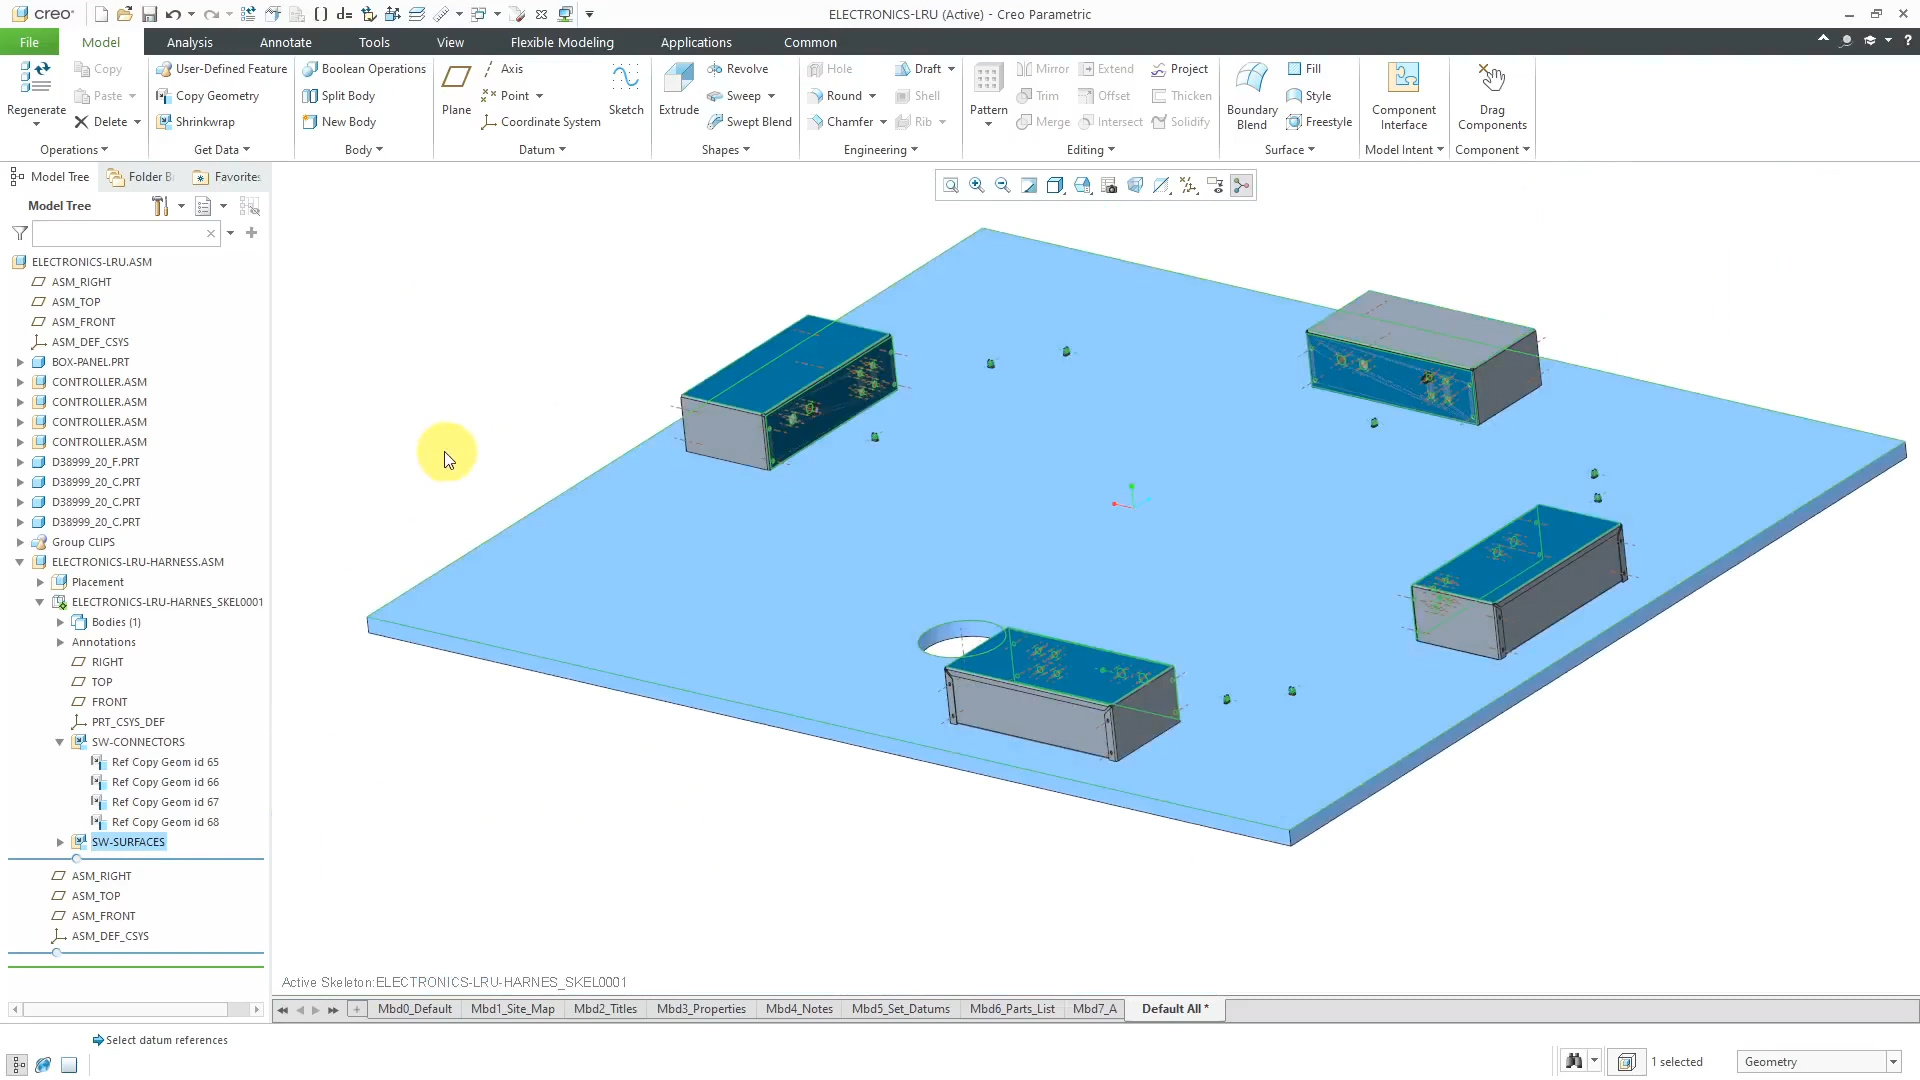 creo
d=
ELECTRONICS-LRU (Active) - Creo Parametric
File
Model
Analysis
Annotate
Tools
View
Flexible Modeling
Applications
Common
?
Regenerate
Copy
Paste
Delete
Operations
User-Defined Feature
Copy Geometry
Shrinkwrap
Get Data
Boolean Operations
Split Body
New Body
Body
Plane
Axis
Point
Coordinate System
Sketch
Datum
Extrude
Revolve
Sweep
Swept Blend
Shapes
Hole
Round
Chamfer
Draft
Shell
Rib
Engineering
Pattern
Mirror
Trim
Merge
Extend
Offset
Intersect
Project
Thicken
Solidify
Editing
Boundary
Blend
Fill
Style
Freestyle
Surface
Component
Interface
Model Intent
Drag
Components
Component
Model Tree
Folder B
Favorites
Model Tree
ELECTRONICS-LRU.ASM
ASM_RIGHT
ASM_TOP
ASM_FRONT
ASM_DEF_CSYS
BOX-PANEL.PRT
CONTROLLER.ASM
CONTROLLER.ASM
CONTROLLER.ASM
CONTROLLER.ASM
D38999_20_F.PRT
D38999_20_C.PRT
D38999_20_C.PRT
D38999_20_C.PRT
Group CLIPS
ELECTRONICS-LRU-HARNESS.ASM
Placement
ELECTRONICS-LRU-HARNES_SKEL0001
Bodies (1)
Annotations
RIGHT
TOP
FRONT
PRT_CSYS_DEF
SW-CONNECTORS
Ref Copy Geom id 65
Ref Copy Geom id 66
Ref Copy Geom id 67
Ref Copy Geom id 68
SW-SURFACES
ASM_RIGHT
ASM_TOP
ASM_FRONT
ASM_DEF_CSYS
Active Skeleton:ELECTRONICS-LRU-HARNES_SKEL0001
Mbd0_Default
Mbd1_Site_Map
Mbd2_Titles
Mbd3_Properties
Mbd4_Notes
Mbd5_Set_Datums
Mbd6_Parts_List
Mbd7_A
Default All *
Select datum references
1 selected
Geometry